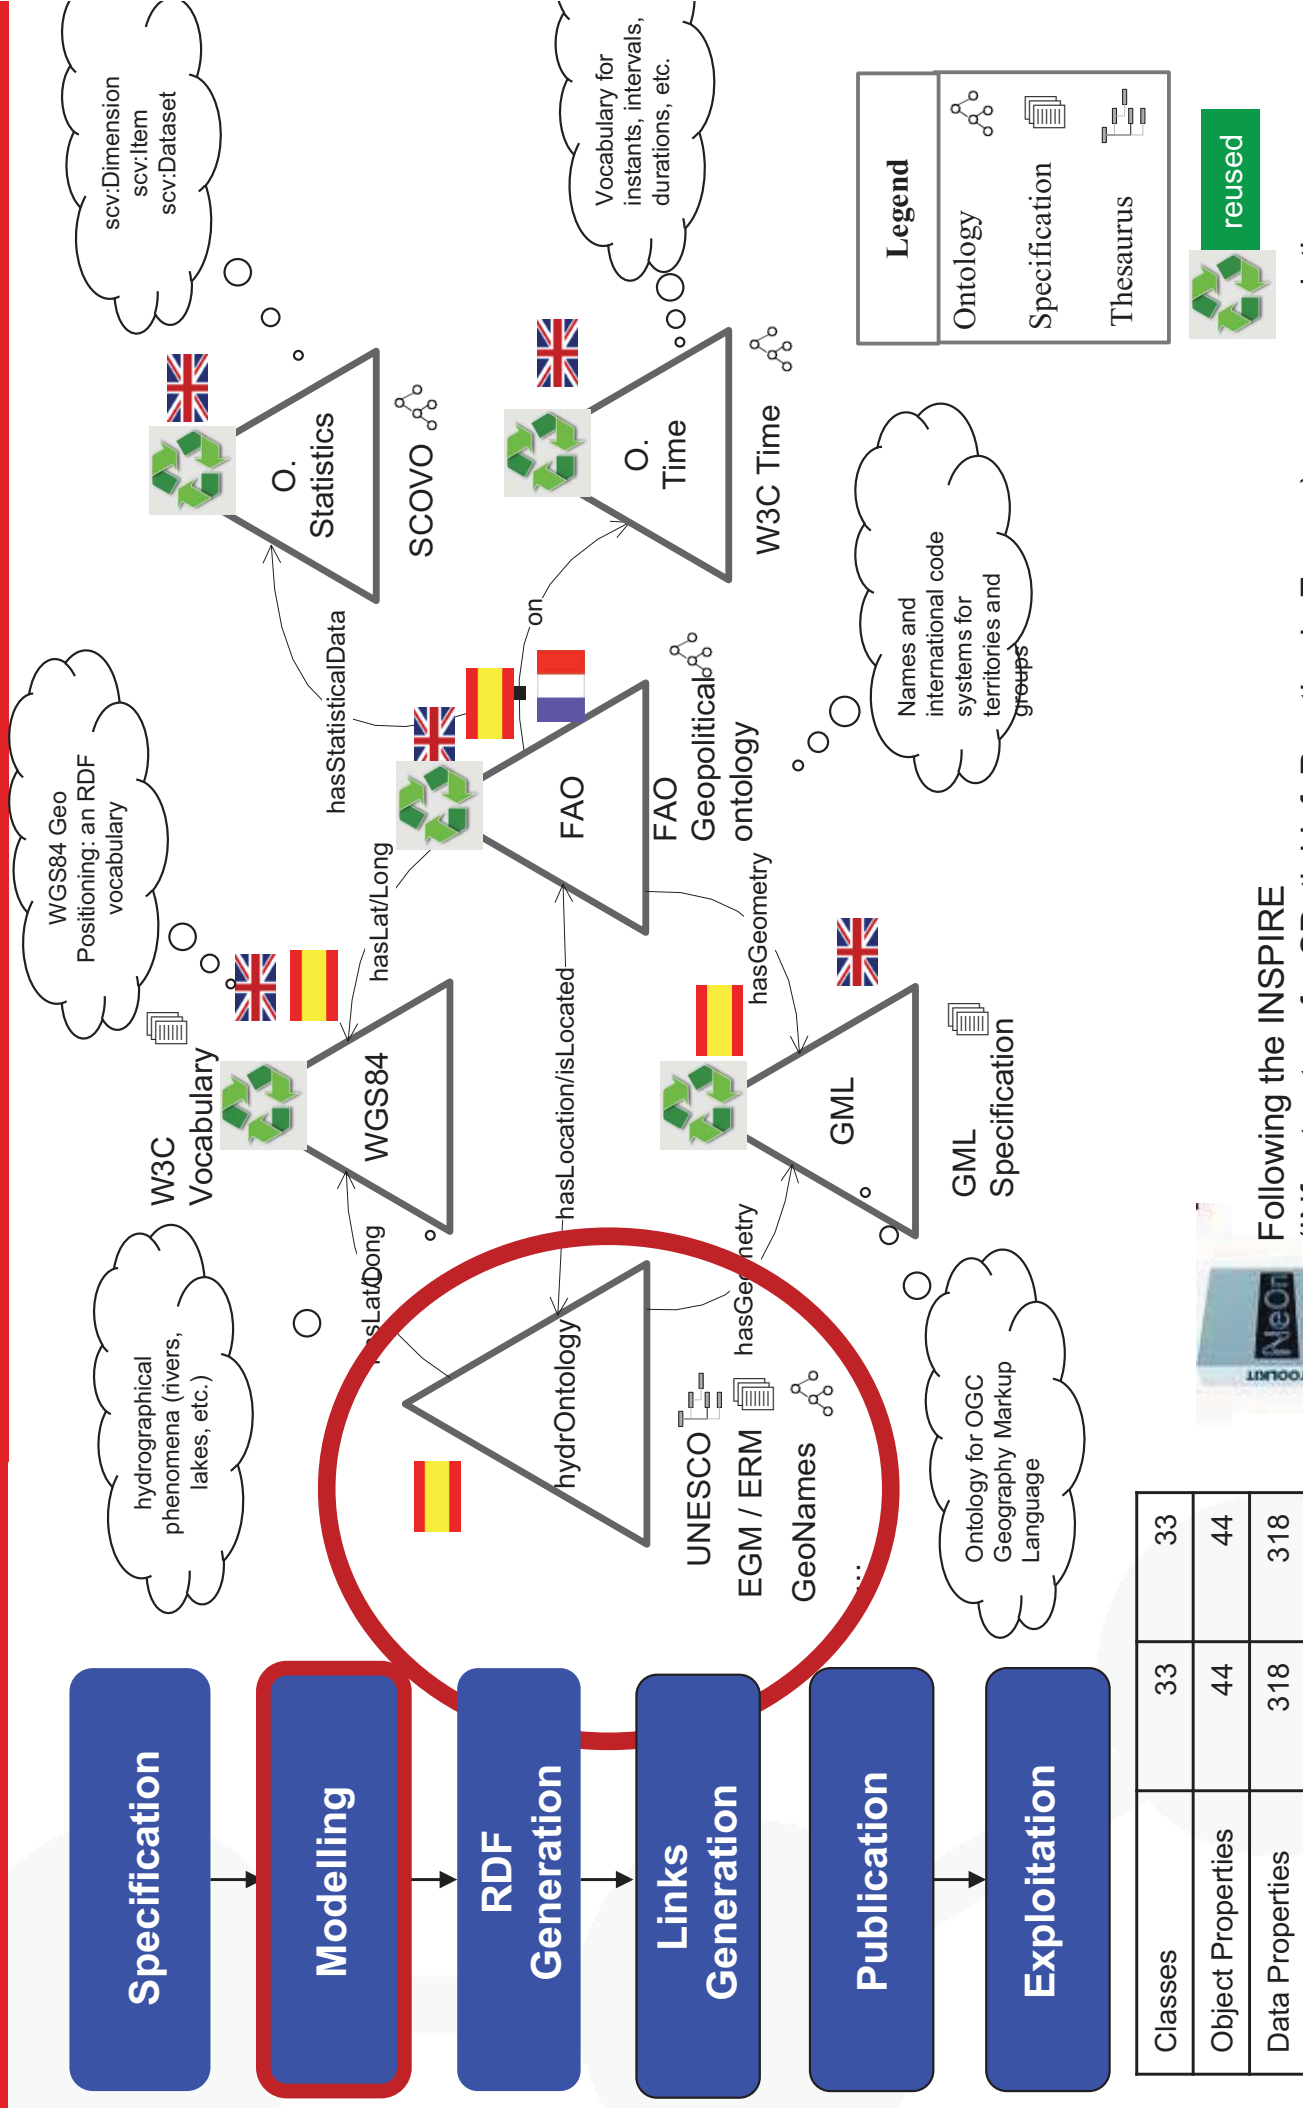 Specification
Modelling
RDF
Generation
Links
Generation
Publication
Exploitation
hydrographical
phenomena (rivers,
lakes, etc.)
WGS84 Geo
Positioning: an RDF
vocabulary
scv:Dimension
scv:Item
scv:Dataset
W3C
Vocabulary
WGS84
O.
Statistics
SCOVO
hasStatisticalData
hasLat/Long
hasLat/Long
hydrOntology
hasLocation/isLocated
FAO
FAO
Geopolitical
ontology
on
O.
Time
W3C Time
Vocabulary for
instants, intervals,
durations, etc.
UNESCO
EGM / ERM
GeoNames
...
hasGeometry
hasGeometry
GML
GML
Specification
Names and
international code
systems for
territories and
groups
Ontology for OGC
Geography Markup
Language
Legend
Ontology
Specification
Thesaurus
reused
Classes 33 33
Object Properties 44 44
Data Properties 318 318
NeOn
TOOLKIT
Following the INSPIRE